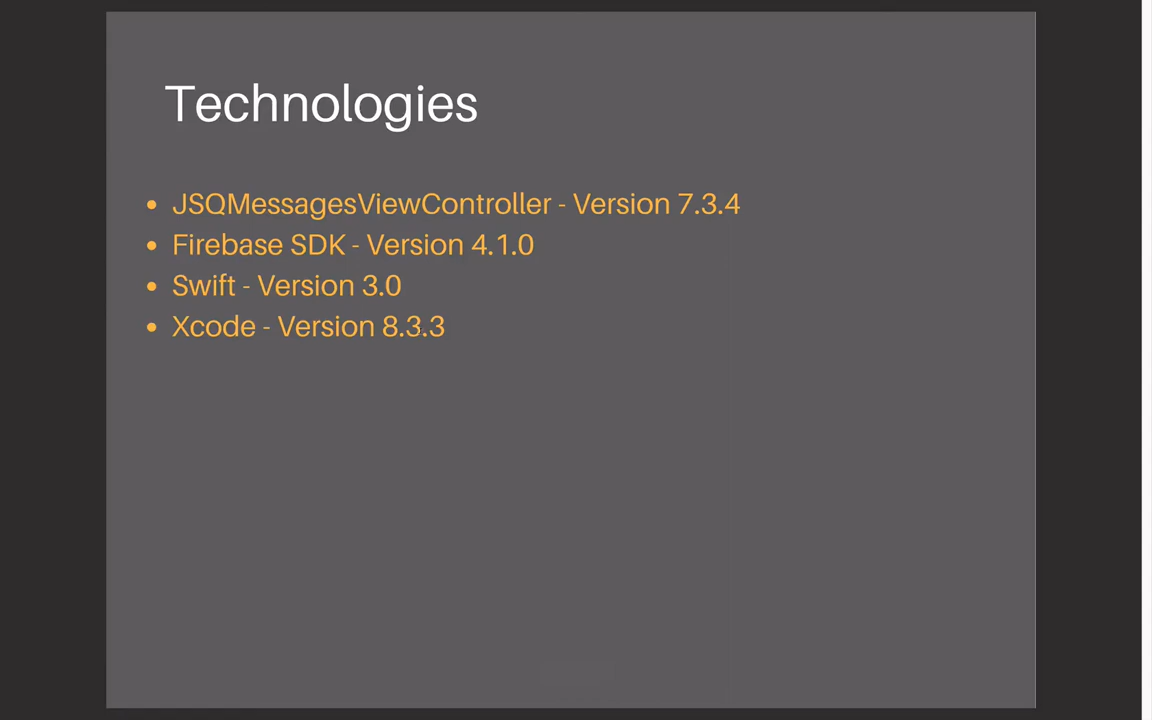 Technologies
• JSQMessagesViewController - Version 7.3.4
• Firebase SDK - Version 4.1.0
• Swift - Version 3.0
• Xcode - Version 8.3.3